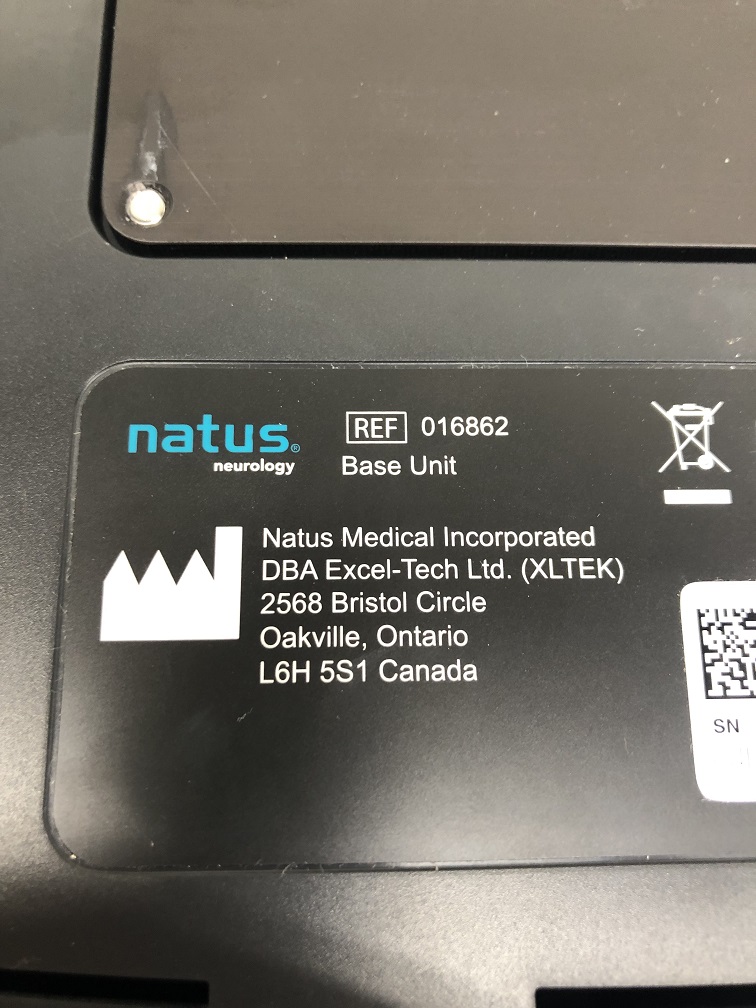 natus®
neurology
REF 016862
Base Unit
Natus Medical Incorporated
DBA Excel-Tech Ltd. (XLTEK)
2568 Bristol Circle
Oakville, Ontario
L6H 5S1 Canada
SN